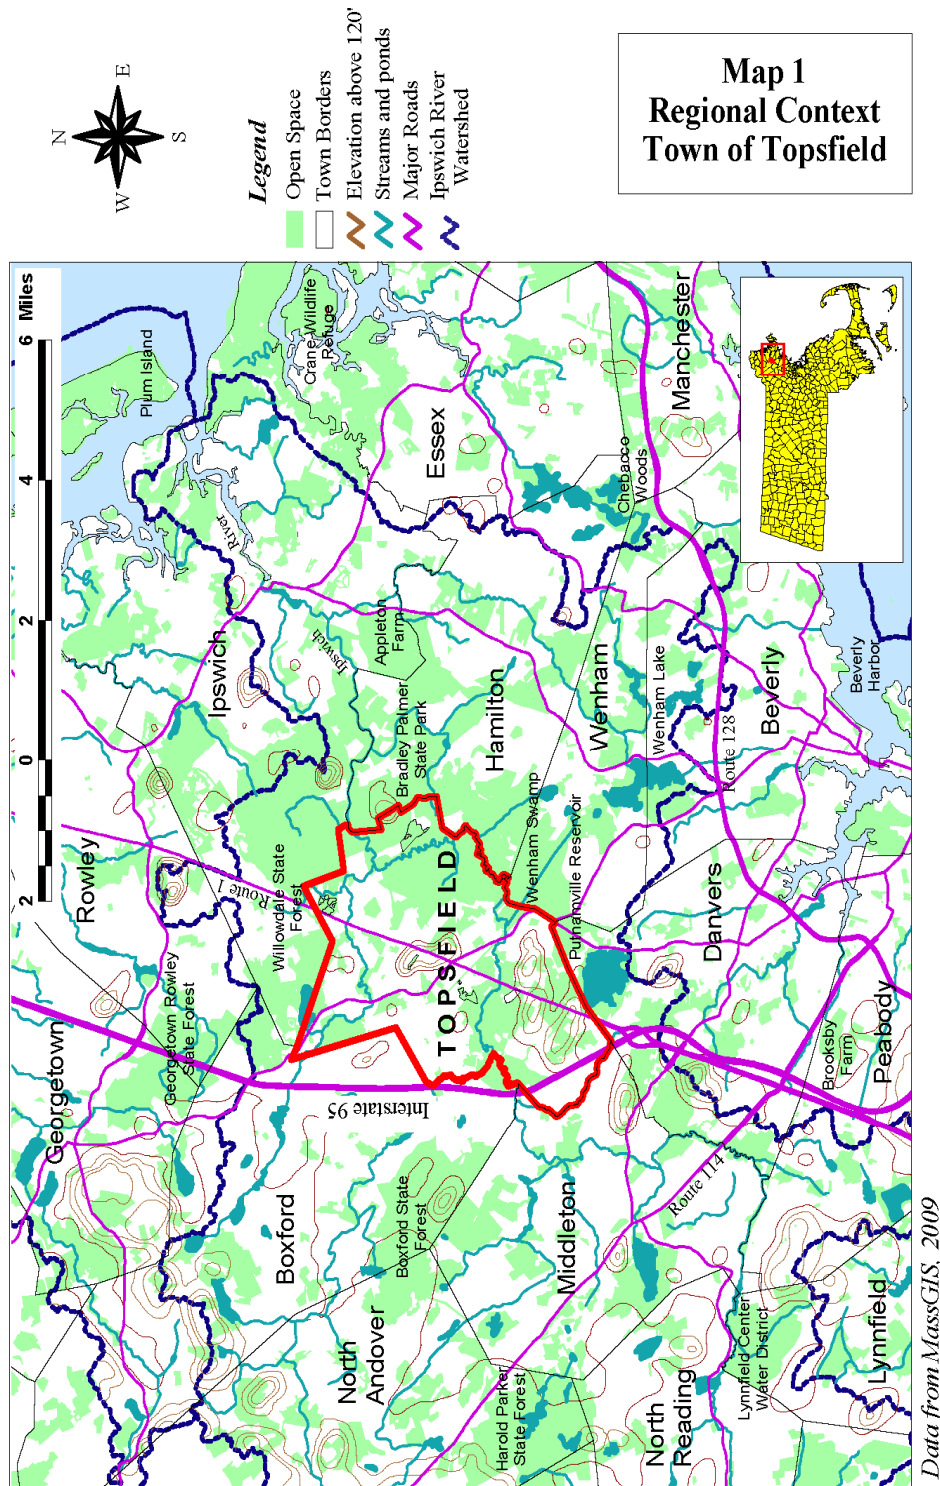 Map 1
Regional Context
Town of Topsfield
N
E
S
W
Legend
Open Space
Town Borders
Elevation above 120'
Streams and ponds
Major Roads
Ipswich River
Watershed
2
0
2
4
6
Miles
Georgetown
Rowley
Georgetown Rowley
State Forest
Route 1
Willowdale State
Forest
Ipswich
River
Ipswich
Plum Island
Crane Wildlife
Refuge
Boxford
Boxford State
Forest
Interstate 95
TOPSFIELD
Bradley Palmer
State Park
Appleton
Farm
Essex
Hamilton
North
Andover
Harold Parker
State Forest
Middleton
Wenham Swamp
Putnamville Reservoir
Wenham
Wenham Lake
Chebacco
Woods
Manchester
North
Reading
Route 114
Danvers
Route 128
Beverly
Beverly
Harbor
Lynnfield Center
Water District
Lynnfield
Brooksby
Farm
Peabody
Data from MassGIS, 2009